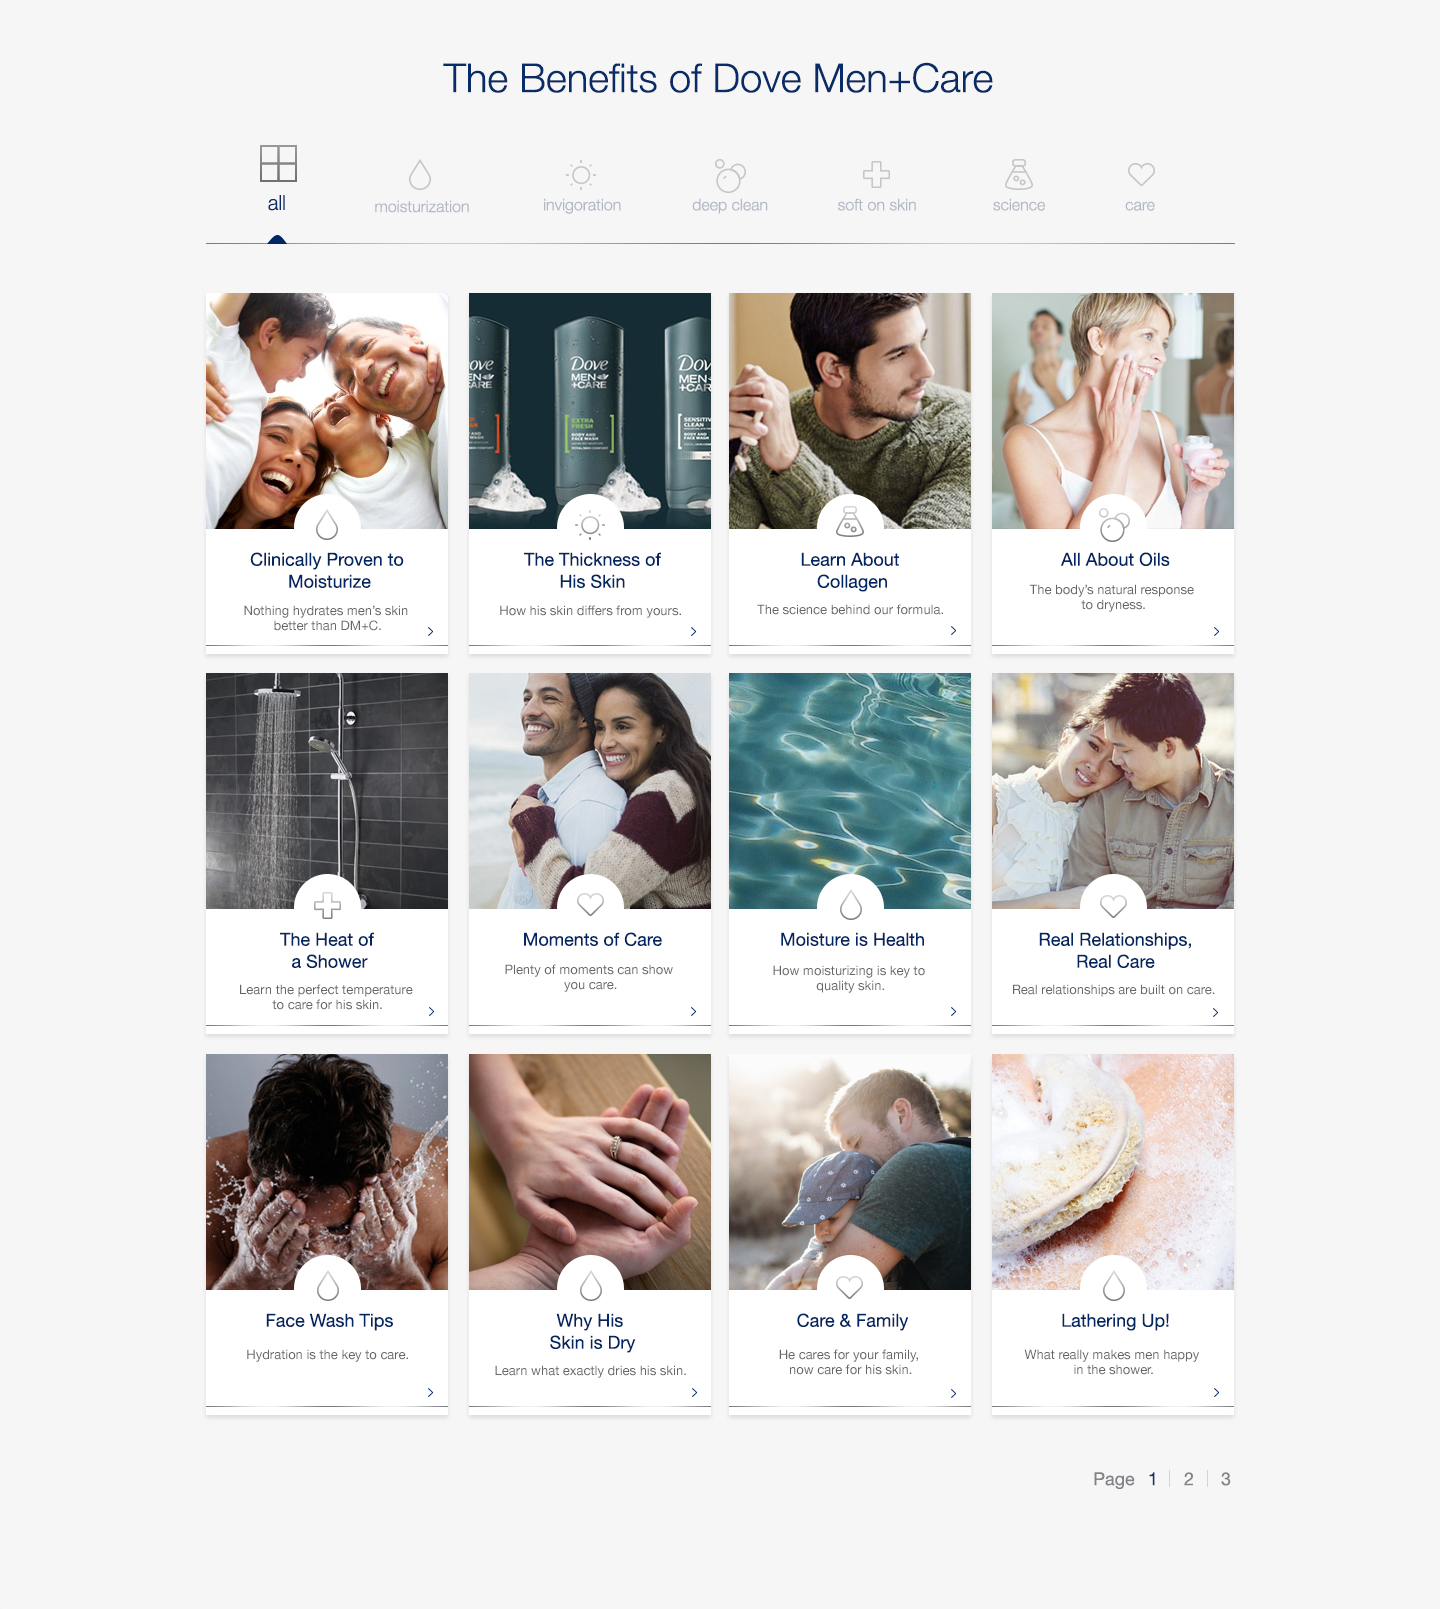 The Benefits of Dove Men+Care
all
moisturization
invigoration
deep clean
soft on skin
science
care
Dove
MEN
+CARE
EXTRA
FRESH
BODY AND
FACE WASH
SENSITIV
CLEAN
Clinically Proven to
Moisturize
Nothing hydrates men's skin
better than DM+C.
The Thickness of
His Skin
How his skin differs from yours.
Learn About
Collagen
The science behind our formula.
All About Oils
The body's natural response
to dryness.
The Heat of
a Shower
Learn the perfect temperature
to care for his skin.
Moments of Care
Plenty of moments can show
you care.
Moisture is Health
How moisturizing is key to
quality skin.
Real Relationships,
Real Care
Real relationships are built on care.
Face Wash Tips
Hydration is the key to care.
Why His
Skin is Dry
Learn what exactly dries his skin.
Care & Family
He cares for your family,
now care for his skin.
Lathering Up!
What really makes men happy
in the shower.
Page 1 2 3